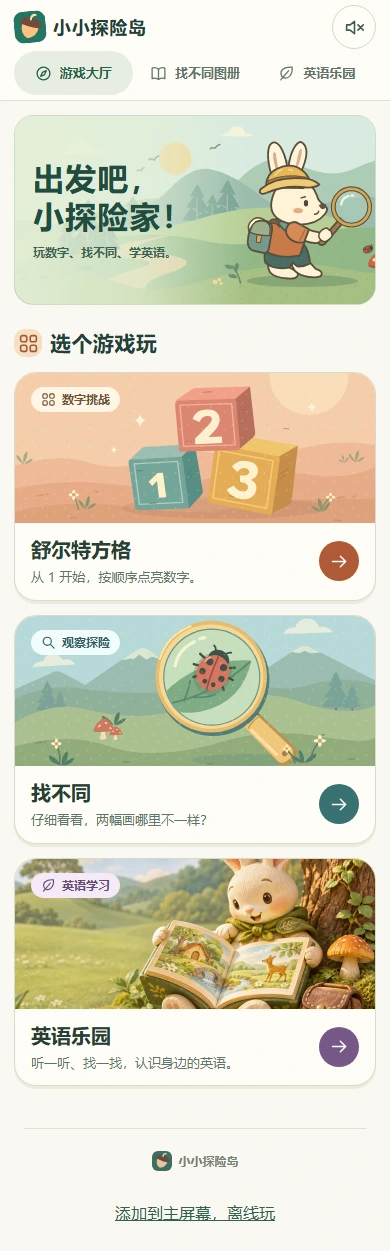 小小探险岛
游戏大厅
找不同图册
英语乐园
出发吧，
小探险家！
玩数字、找不同、学英语。
选个游戏玩
数字挑战
2
1
3
舒尔特方格
从 1 开始，按顺序点亮数字。
观察探险
找不同
仔细看看，两幅画哪里不一样？
英语学习
英语乐园
听一听、找一找，认识身边的英语。
小小探险岛
添加到主屏幕，离线玩